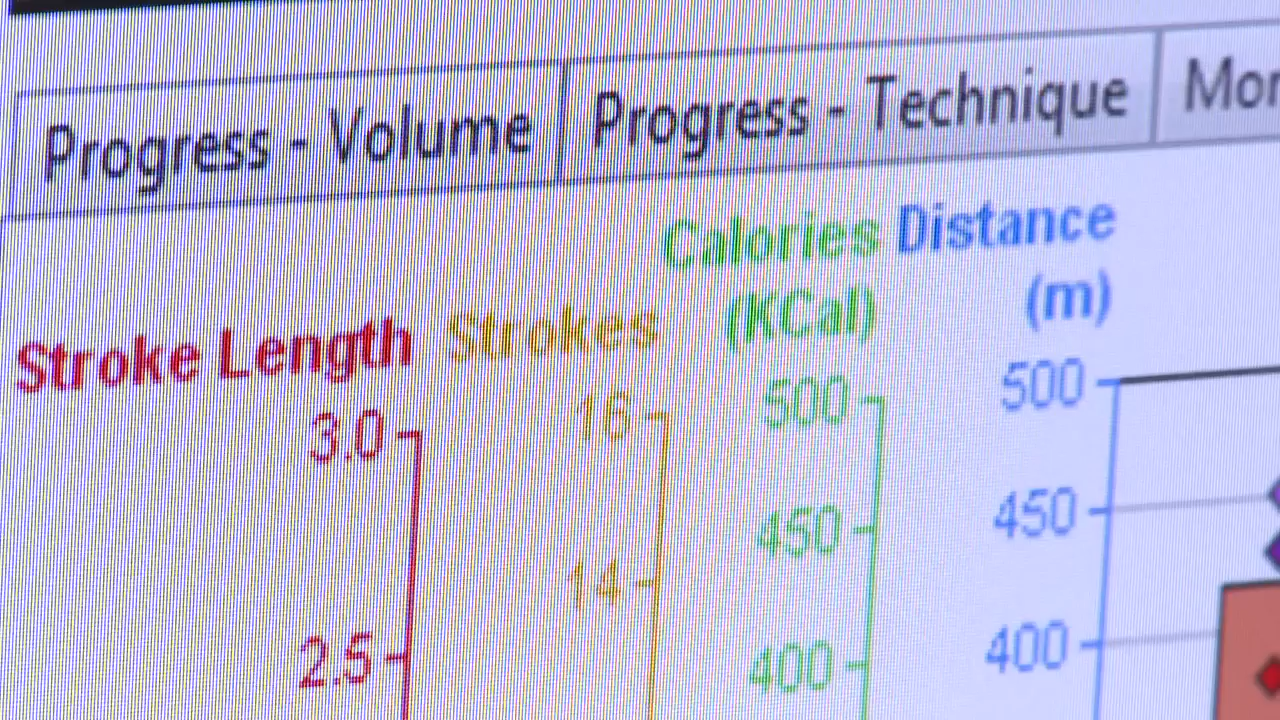 Progress - Volume Progress - Technique
Calories Distance
Stroke Length Strokes (KCal) (m)
3.0 16 500 500
450 450
14
2.5 400 400